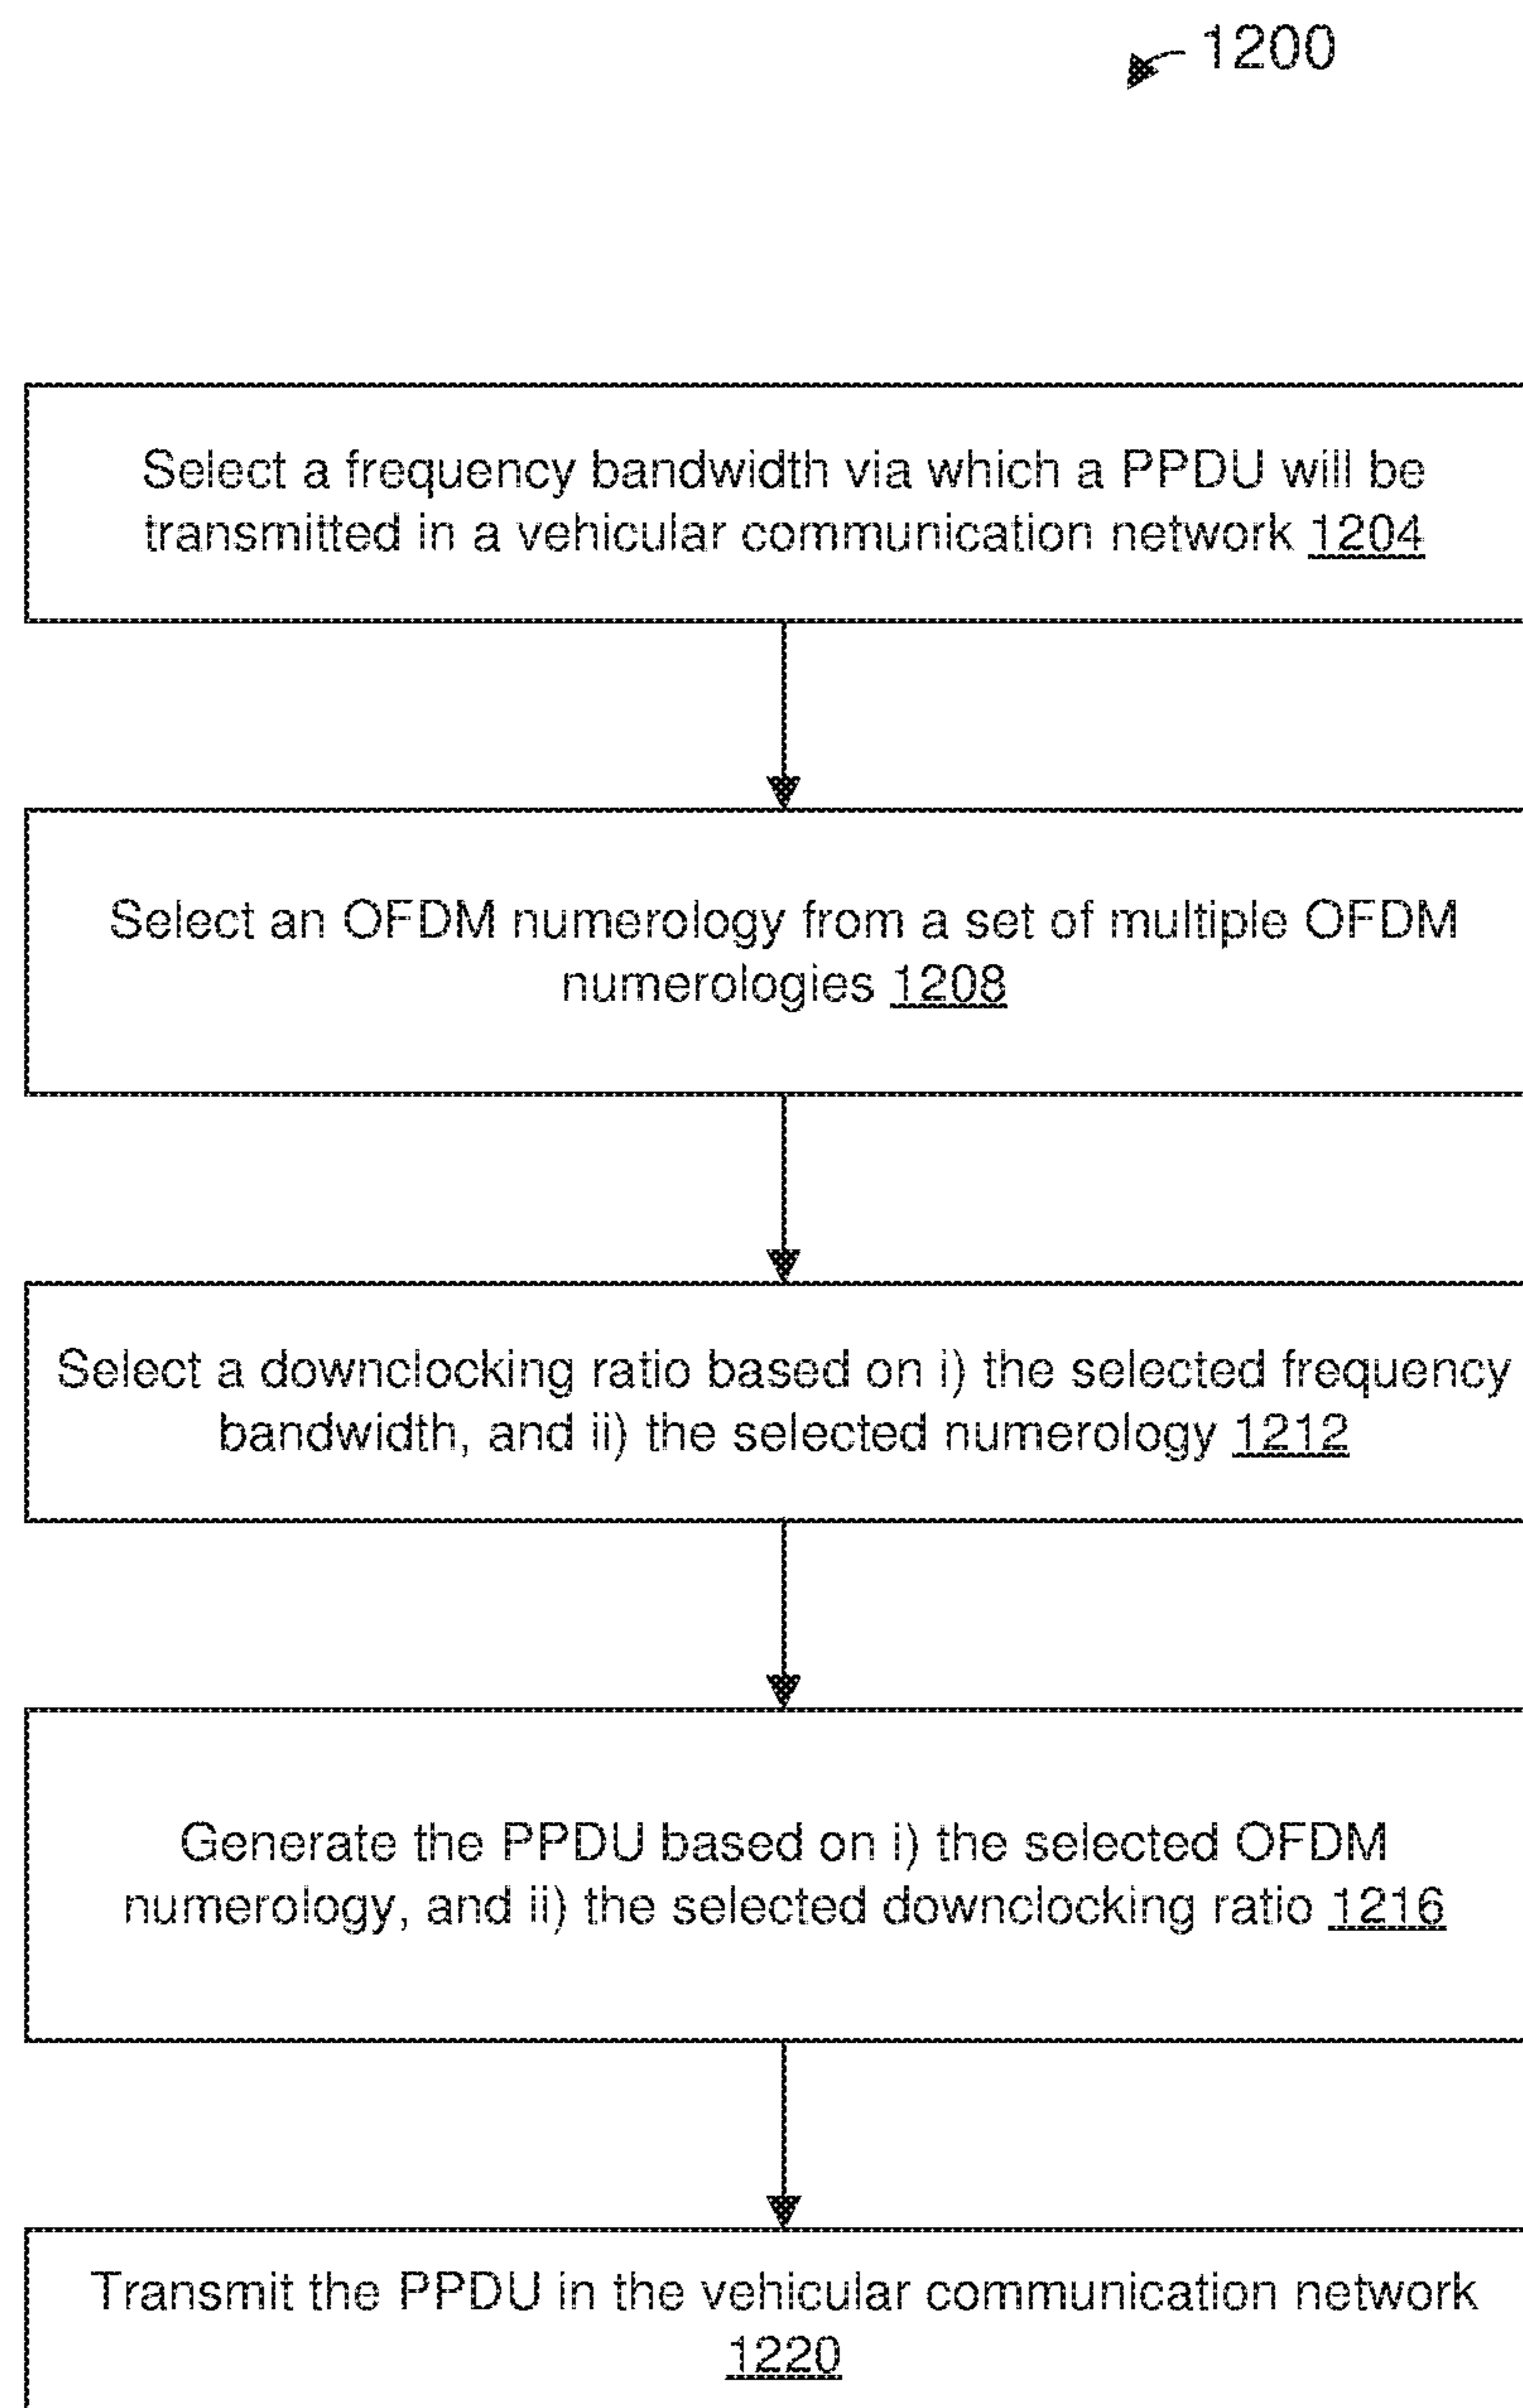 1200
Select a frequency bandwidth via which a PPDU will be
transmitted in a vehicular communication network 1204
Select an OFDM numerology from a set of multiple OFDM
numerologies 1208
Select a downclocking ratio based on i) the selected frequency
bandwidth, and ii) the selected numerology 1212
Generate the PPDU based on i) the selected OFDM
numerology, and ii) the selected downclocking ratio 1216
Transmit the PPDU in the vehicular communication network
1220